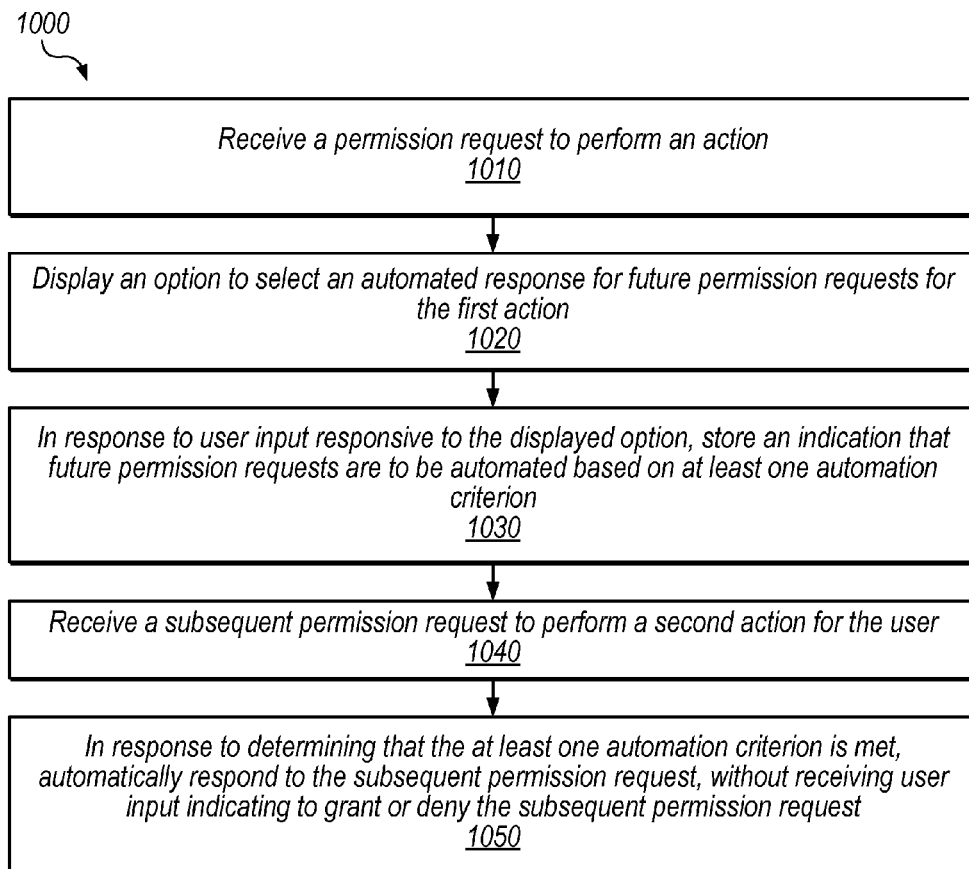 1000
Receive a permission request to perform an action
1010
Display an option to select an automated response for future permission requests for
the first action
1020
In response to user input responsive to the displayed option, store an indication that
future permission requests are to be automated based on at least one automation
criterion
1030
Receive a subsequent permission request to perform a second action for the user
1040
In response to determining that the at least one automation criterion is met,
automatically respond to the subsequent permission request, without receiving user
input indicating to grant or deny the subsequent permission request
1050